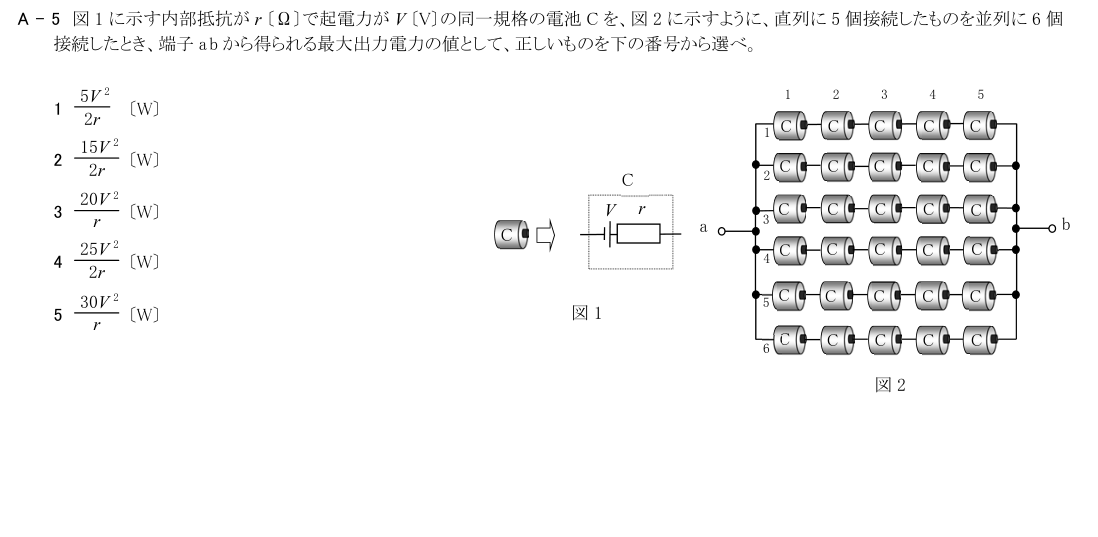 A－5 図1に示す内部抵抗が r〔Ω〕で起電力が V〔V〕の同一規格の電池Cを、図2に示すように、直列に5個接続したものを並列に6個
接続したとき、端子abから得られる最大出力電力の値として、正しいものを下の番号から選べ。
1 5V²/2r 〔W〕
2 15V²/2r 〔W〕
3 20V²/r 〔W〕
4 25V²/2r 〔W〕
5 30V²/r 〔W〕
C
C
V r
図1
1 2 3 4 5
1 C C C C C
2 C C C C C
3 C C C C C
a
b
4 C C C C C
5 C C C C C
6 C C C C C
図2